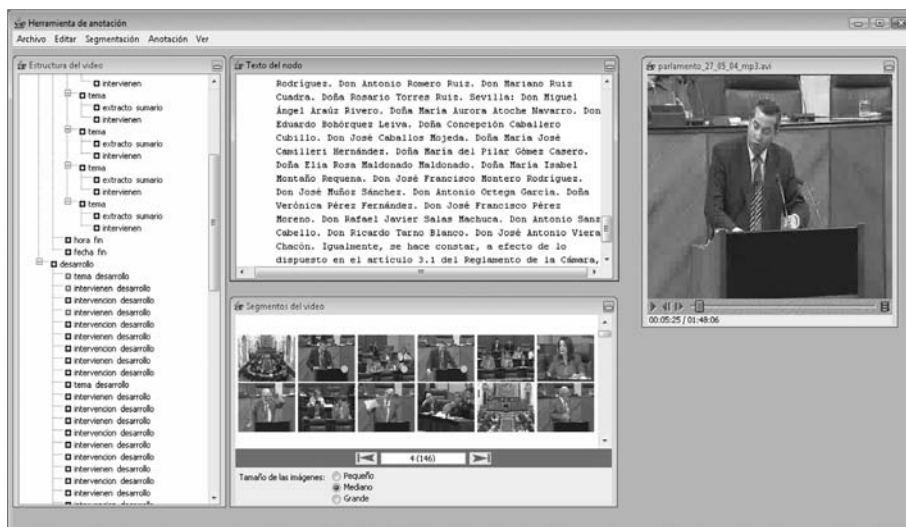 Herramienta de anotación
Archivo Editar Segmentación Anotación Ver
Estructura del video
intervienen
tema
extracto sumario
intervienen
tema
extracto sumario
intervienen
tema
extracto sumario
intervienen
tema
extracto sumario
intervienen
hora fin
fecha fin
desarrollo
tema desarrollo
intervienen desarrollo
intervencion desarrollo
intervienen desarrollo
intervencion desarrollo
intervienen desarrollo
intervencion desarrollo
intervienen desarrollo
intervencion desarrollo
tema desarrollo
intervienen desarrollo
intervencion desarrollo
intervienen desarrollo
intervencion desarrollo
intervienen desarrollo
intervencion desarrollo
intervienen desarrollo
intervencion desarrollo
intervienen desarrollo
Texto del nodo
Rodríguez. Don Antonio Romero Ruiz. Don Mariano Ruiz
Cuadra. Doña Rosario Torres Ruiz. Sevilla: Don Miguel
Ángel Araúz Rivero. Doña María Aurora Atoche Navarro. Don
Eduardo Bohórquez Leiva. Doña Concepción Caballero
Cubillo. Don José Caballos Mojeda. Doña María José
Camilleri Hernández. Doña María del Pilar Gómez Casero.
Doña Elia Rosa Maldonado Maldonado. Doña María Isabel
Montaño Requena. Don José Francisco Montero Rodríguez.
Don José Muñoz Sánchez. Don Antonio Ortega García. Doña
Verónica Pérez Fernández. Don José Francisco Pérez
Moreno. Don Rafael Javier Salas Machuca. Don Antonio Sanz
Cabello. Don Ricardo Tarno Blanco. Don José Antonio Viera
Chacón. Igualmente, se hace constar, a efecto de lo
dispuesto en el artículo 3.1 del Reglamento de la Cámara,
Segmentos del video
4 (146)
Tamaño de las imágenes: Pequeño
Mediano
Grande
parlamento_27_05_04_mp3.avi
00:05:25 / 01:48:06